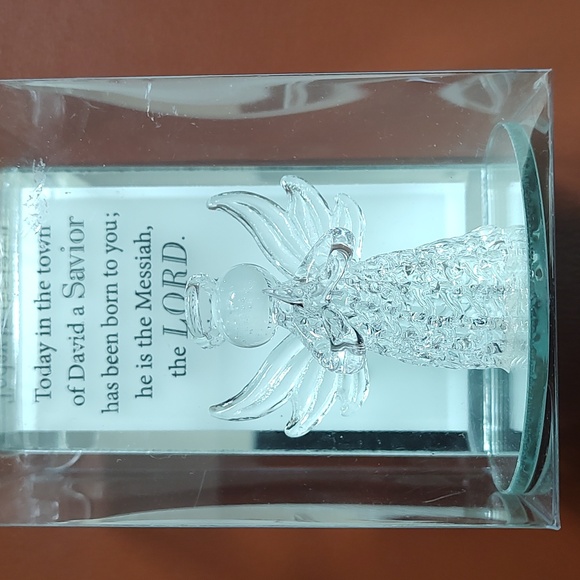 Today in the town
of David a Savior
has been born to you;
he is the Messiah,
the LORD.